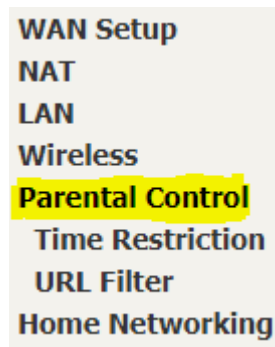 WAN Setup
NAT
LAN
Wireless
Parental Control
Time Restriction
URL Filter
Home Networking